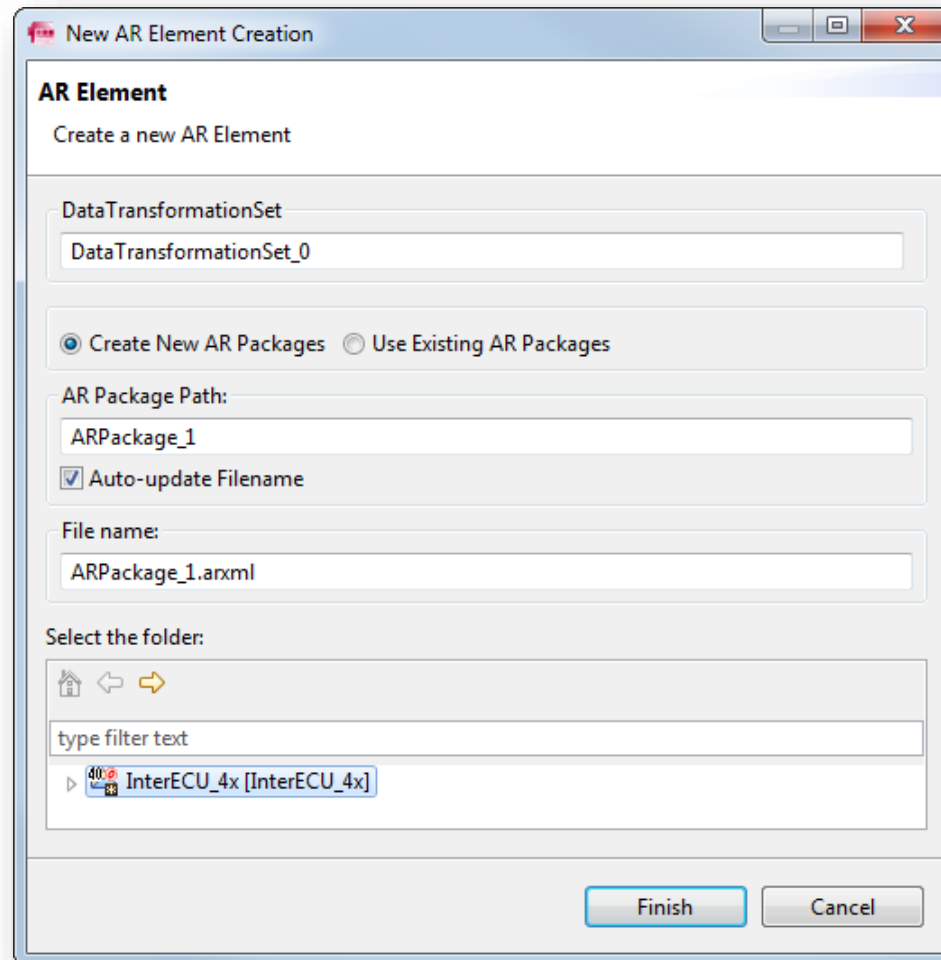 New AR Element Creation
AR Element
Create a new AR Element
DataTransformationSet
DataTransformationSet_0
Create New AR Packages Use Existing AR Packages
AR Package Path:
ARPackage_1
Auto-update Filename
File name:
ARPackage_1.arxml
Select the folder:
type filter text
InterECU_4x [InterECU_4x]
Finish Cancel